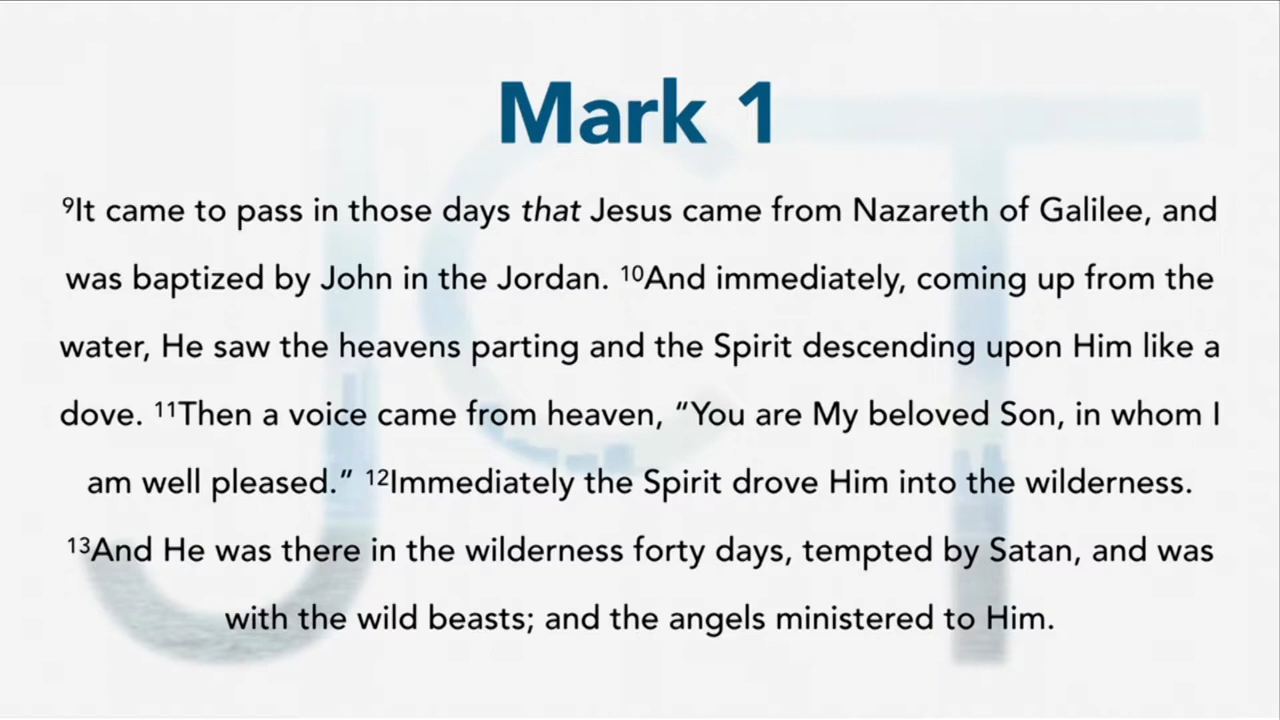 Mark 1
⁹It came to pass in those days that Jesus came from Nazareth of Galilee, and
was baptized by John in the Jordan. ¹⁰And immediately, coming up from the
water, He saw the heavens parting and the Spirit descending upon Him like a
dove. ¹¹Then a voice came from heaven, “You are My beloved Son, in whom I
am well pleased.” ¹²Immediately the Spirit drove Him into the wilderness.
¹³And He was there in the wilderness forty days, tempted by Satan, and was
with the wild beasts; and the angels ministered to Him.
JCT